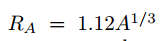 R_A = 1.12A^{1/3}